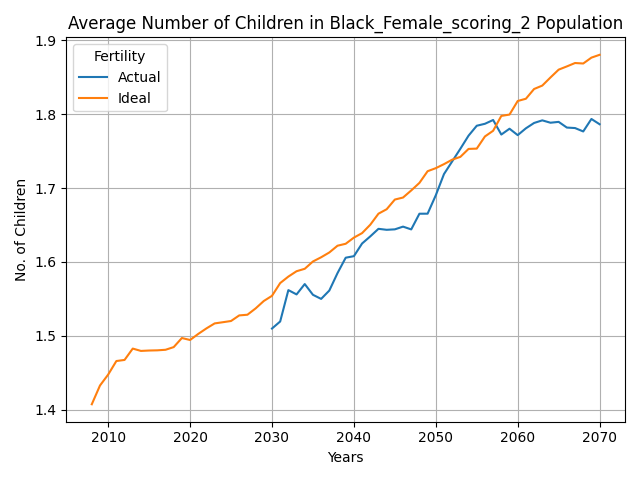 Average Number of Children in Black_Female_scoring_2 Population
Fertility
Actual
Ideal
No. of Children
1.9
1.8
1.7
1.6
1.5
1.4
2010 2020 2030 2040 2050 2060 2070
Years